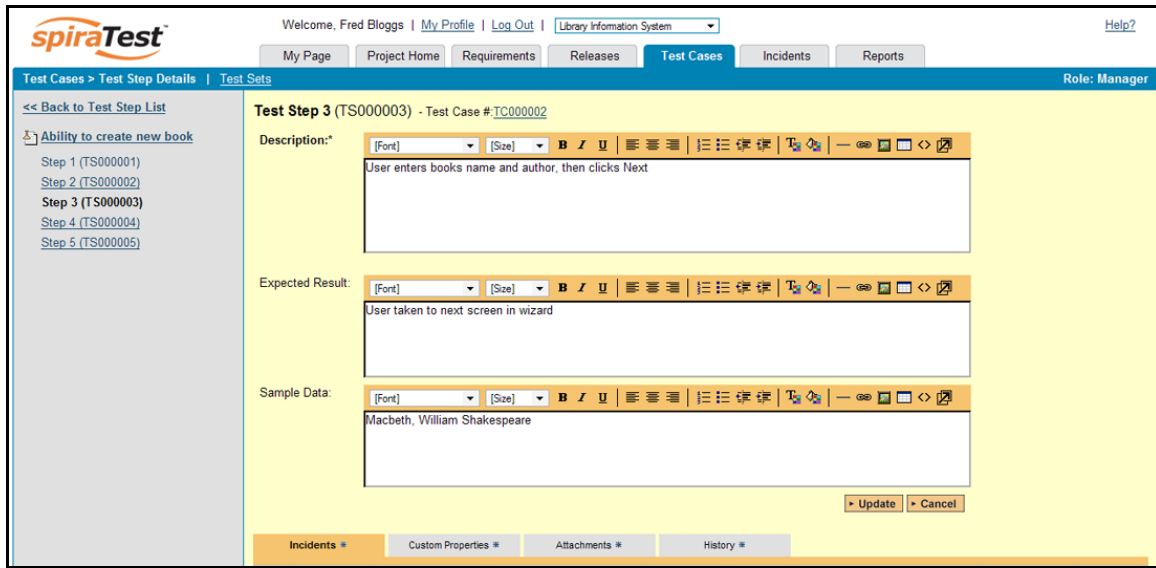 spiraTest™
Welcome, Fred Bloggs | My Profile | Log Out | Library Information System
Help?
My Page Project Home Requirements Releases Test Cases Incidents Reports
Test Cases > Test Step Details | Test Sets
Role: Manager
<< Back to Test Step List
Ability to create new book
Step 1 (TS000001)
Step 2 (TS000002)
Step 3 (TS000003)
Step 4 (TS000004)
Step 5 (TS000005)
Test Step 3 (TS000003) - Test Case #:TC000002
Description:*
[Font] [Size] B I U
User enters books name and author, then clicks Next
Expected Result:
[Font] [Size] B I U
User taken to next screen in wizard
Sample Data:
[Font] [Size] B I U
Macbeth, William Shakespeare
Update Cancel
Incidents * Custom Properties * Attachments * History *